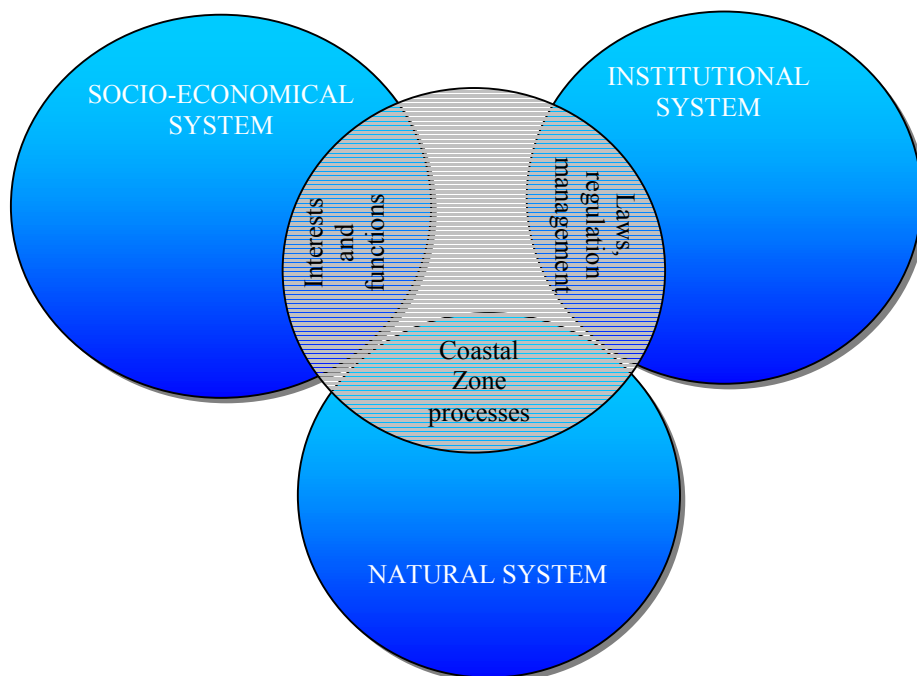 SOCIO-ECONOMICAL
SYSTEM
INSTITUTIONAL
SYSTEM
Interests
and
functions
Laws,
regulation
management
Coastal
Zone
processes
NATURAL SYSTEM